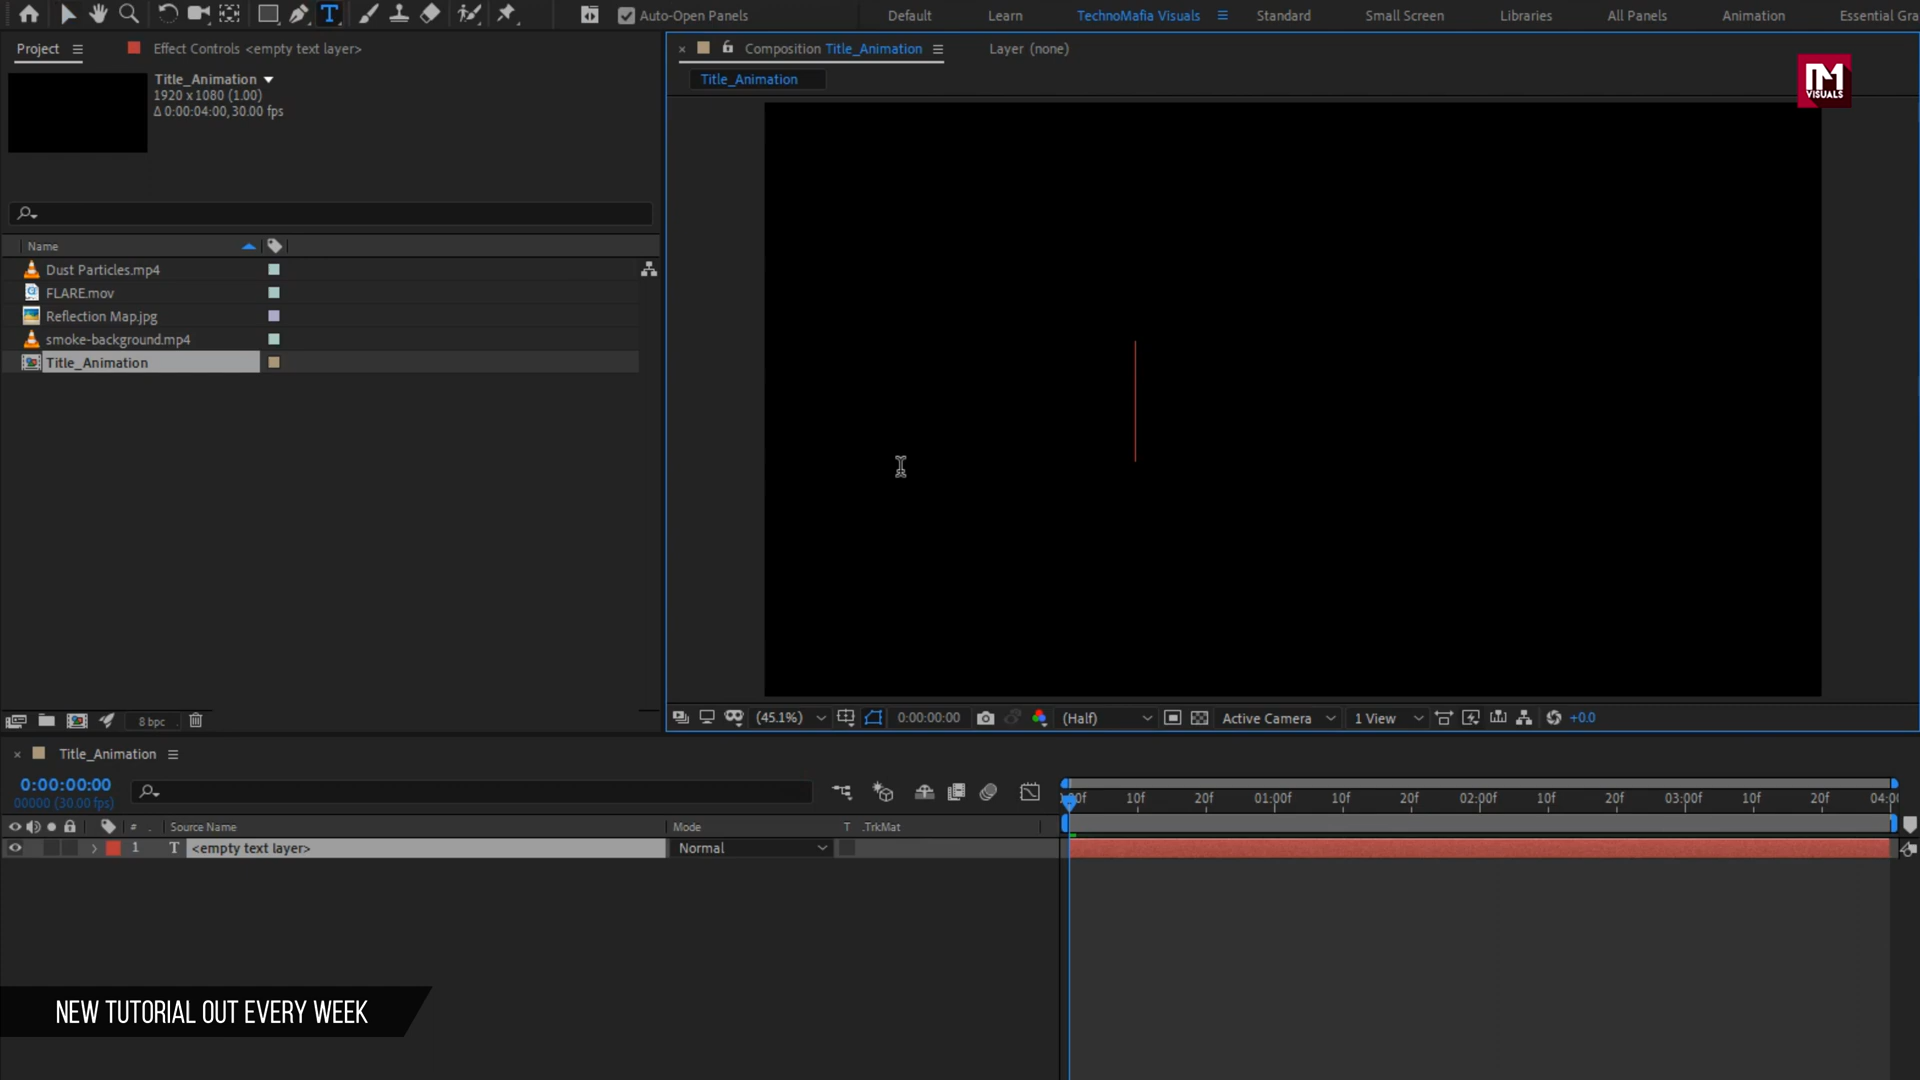 Auto-Open Panels
Default
Learn
TechnoMafia Visuals
Standard
Small Screen
Libraries
All Panels
Animation
Essential Gra
Project
Effect Controls <empty text layer>
Composition Title_Animation
Layer (none)
Title_Animation
1920 x 1080 (1.00)
Δ 0:00:04:00, 30.00 fps
Title_Animation
VISUALS
Name
Dust Particles.mp4
FLARE.mov
Reflection Map.jpg
smoke-background.mp4
Title_Animation
8 bpc
(45.1%)
0:00:00:00
(Half)
Active Camera
1 View
+0.0
Title_Animation
0:00:00:00
00000 (30.00 fps)
:00f
10f
20f
01:00f
10f
20f
02:00f
10f
20f
03:00f
10f
20f
04:00
#
Source Name
Mode
T
.TrkMat
1
T
<empty text layer>
Normal
NEW TUTORIAL OUT EVERY WEEK